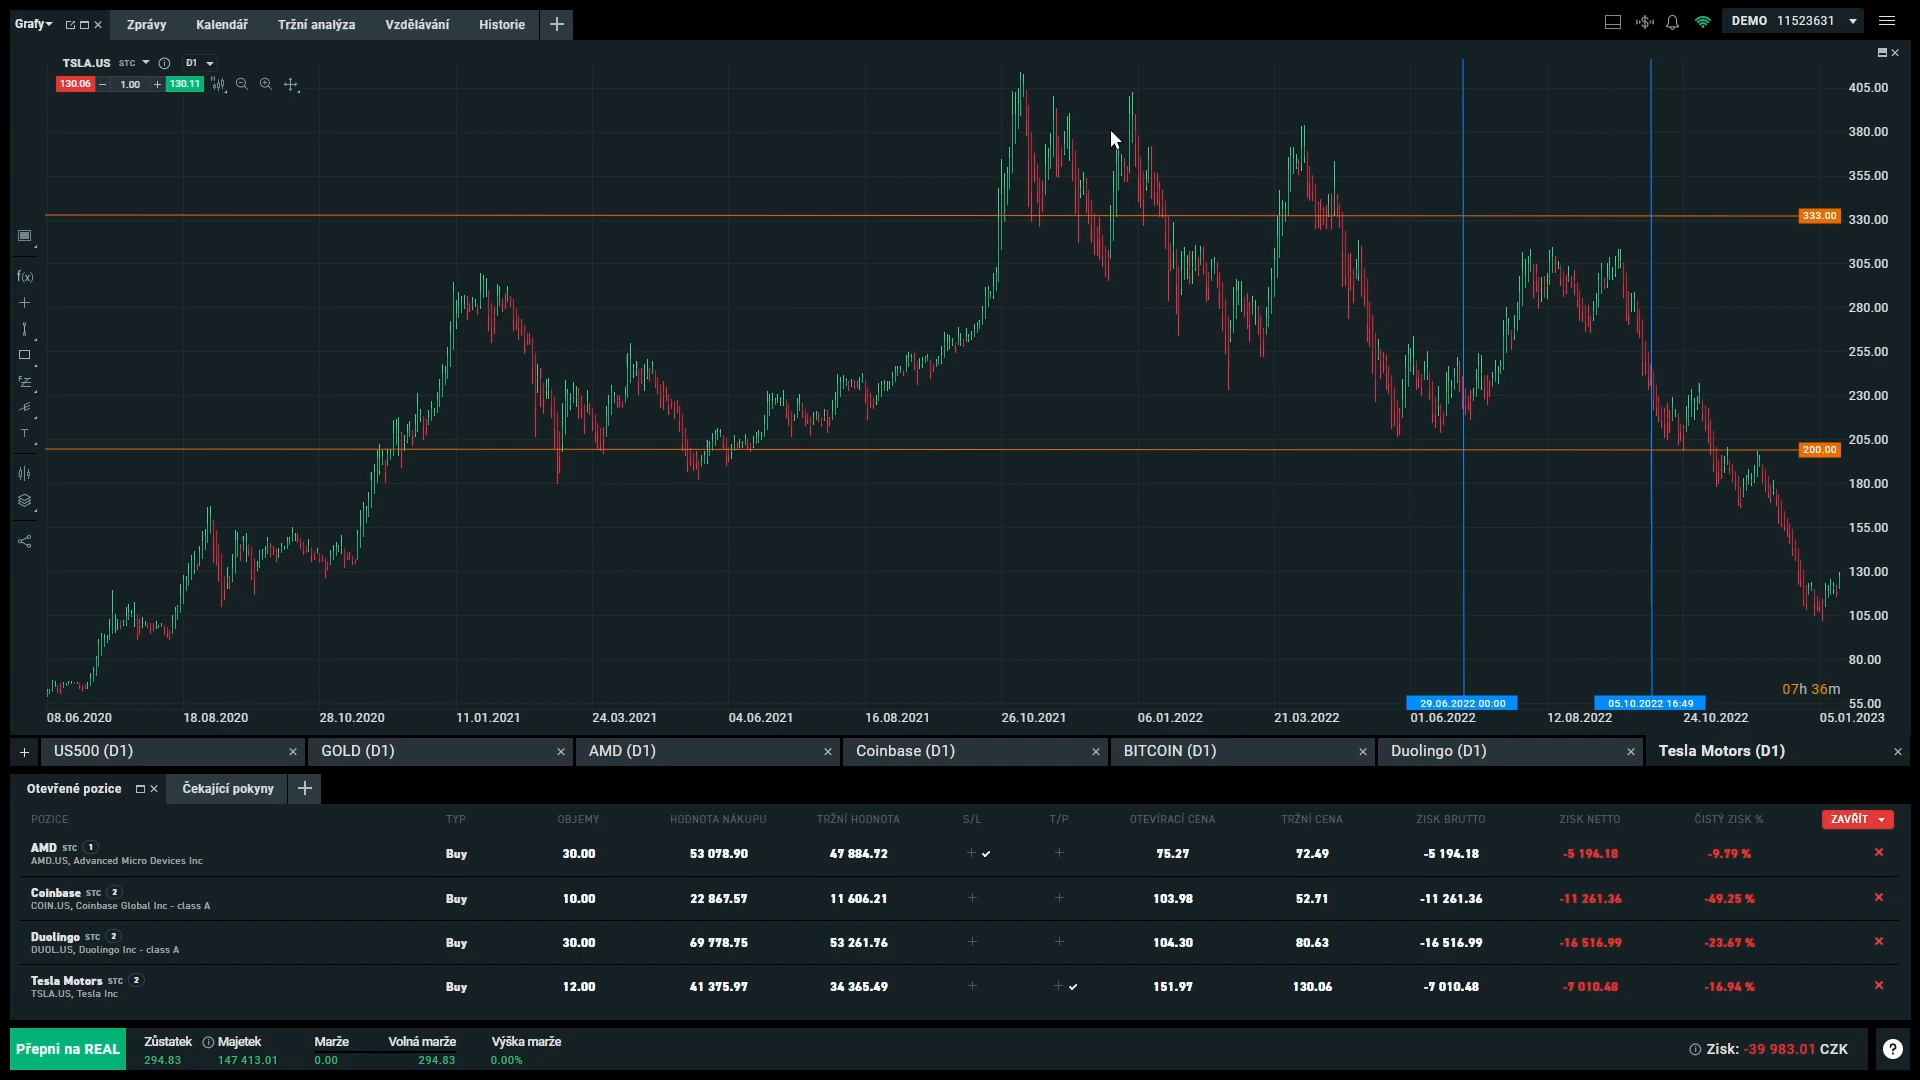 Grafy Zprávy Kalendář Tržní analýza Vzdělávání Historie DEMO 11523631
TSLA.US STC D1
130.06 1.00 130.11
405.00
380.00
355.00
333.00
330.00
305.00
280.00
255.00
230.00
205.00
200.00
180.00
155.00
130.00
105.00
80.00
55.00
f(x)
T
07h 36m
29.06.2022 00:00 05.10.2022 16:49
08.06.2020 18.08.2020 28.10.2020 11.01.2021 24.03.2021 04.06.2021 16.08.2021 26.10.2021 06.01.2022 21.03.2022 01.06.2022 12.08.2022 24.10.2022 05.01.2023
US500 (D1) GOLD (D1) AMD (D1) Coinbase (D1) BITCOIN (D1) Duolingo (D1) Tesla Motors (D1)
Otevřené pozice Čekající pokyny
POZICE TYP OBJEMY HODNOTA NÁKUPU TRŽNÍ HODNOTA S/L T/P OTEVÍRACÍ CENA TRŽNÍ CENA ZISK BRUTTO ZISK NETTO ČISTÝ ZISK % ZAVŘÍT
AMD STC 1
AMD.US, Advanced Micro Devices Inc
Buy 30.00 53 078.90 47 884.72 75.27 72.49 -5 194.18 -5 194.18 -9.79 %
Coinbase STC 2
COIN.US, Coinbase Global Inc - class A
Buy 10.00 22 867.57 11 606.21 103.98 52.71 -11 261.36 -11 261.36 -49.25 %
Duolingo STC 2
DUOL.US, Duolingo Inc - class A
Buy 30.00 69 778.75 53 261.76 104.30 80.63 -16 516.99 -16 516.99 -23.67 %
Tesla Motors STC 2
TSLA.US, Tesla Inc
Buy 12.00 41 375.97 34 365.49 151.97 130.06 -7 010.48 -7 010.48 -16.94 %
Přepni na REAL
Zůstatek Majetek Marže Volná marže Výška marže
294.83 147 413.01 0.00 294.83 0.00%
Zisk: -39 983.01 CZK
?